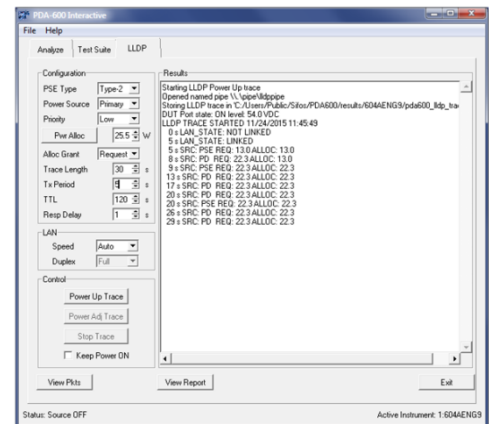 PDA-600 Interactive
File Help
Analyze Test Suite LLDP
Configuration
PSE Type Type-2
Power Source Primary
Priority Low
Pwr Alloc 25.5 W
Alloc Grant Request
Trace Length 30 s
Tx Period 5 s
TTL 120 s
Resp Delay 1 s
LAN
Speed Auto
Duplex Full
Control
Power Up Trace
Power Adj Trace
Stop Trace
Keep Power ON
Results
Starting LLDP Power Up trace
Opened named pipe \\.\pipe\lldppipe
Storing LLDP trace in 'C:/Users/Public/Sifos/PDA600/results/604AENG9/pda600_lldp_tra
DUT Port state: ON level: 54.0 VDC
LLDP TRACE STARTED 11/24/2015 11:45:49
0 s LAN_STATE: NOT LINKED
5 s LAN_STATE: LINKED
5 s SRC: PSE REQ: 13.0 ALLOC: 13.0
8 s SRC: PD REQ: 22.3 ALLOC: 13.0
9 s SRC: PSE REQ: 22.3 ALLOC: 22.3
13 s SRC: PD REQ: 22.3 ALLOC: 22.3
17 s SRC: PD REQ: 22.3 ALLOC: 22.3
20 s SRC: PD REQ: 22.3 ALLOC: 22.3
20 s SRC: PSE REQ: 22.3 ALLOC: 22.3
26 s SRC: PD REQ: 22.3 ALLOC: 22.3
29 s SRC: PD REQ: 22.3 ALLOC: 22.3
View Pkts View Report Exit
Status: Source OFF Active Instrument: 1:604AENG9